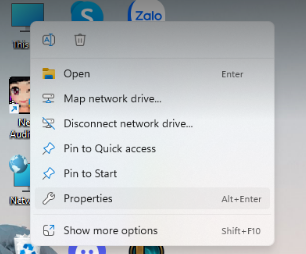 Zalo
This
Open Enter
Map network drive...
Disconnect network drive...
Pin to Quick access
Pin to Start
Properties Alt+Enter
Show more options Shift+F10